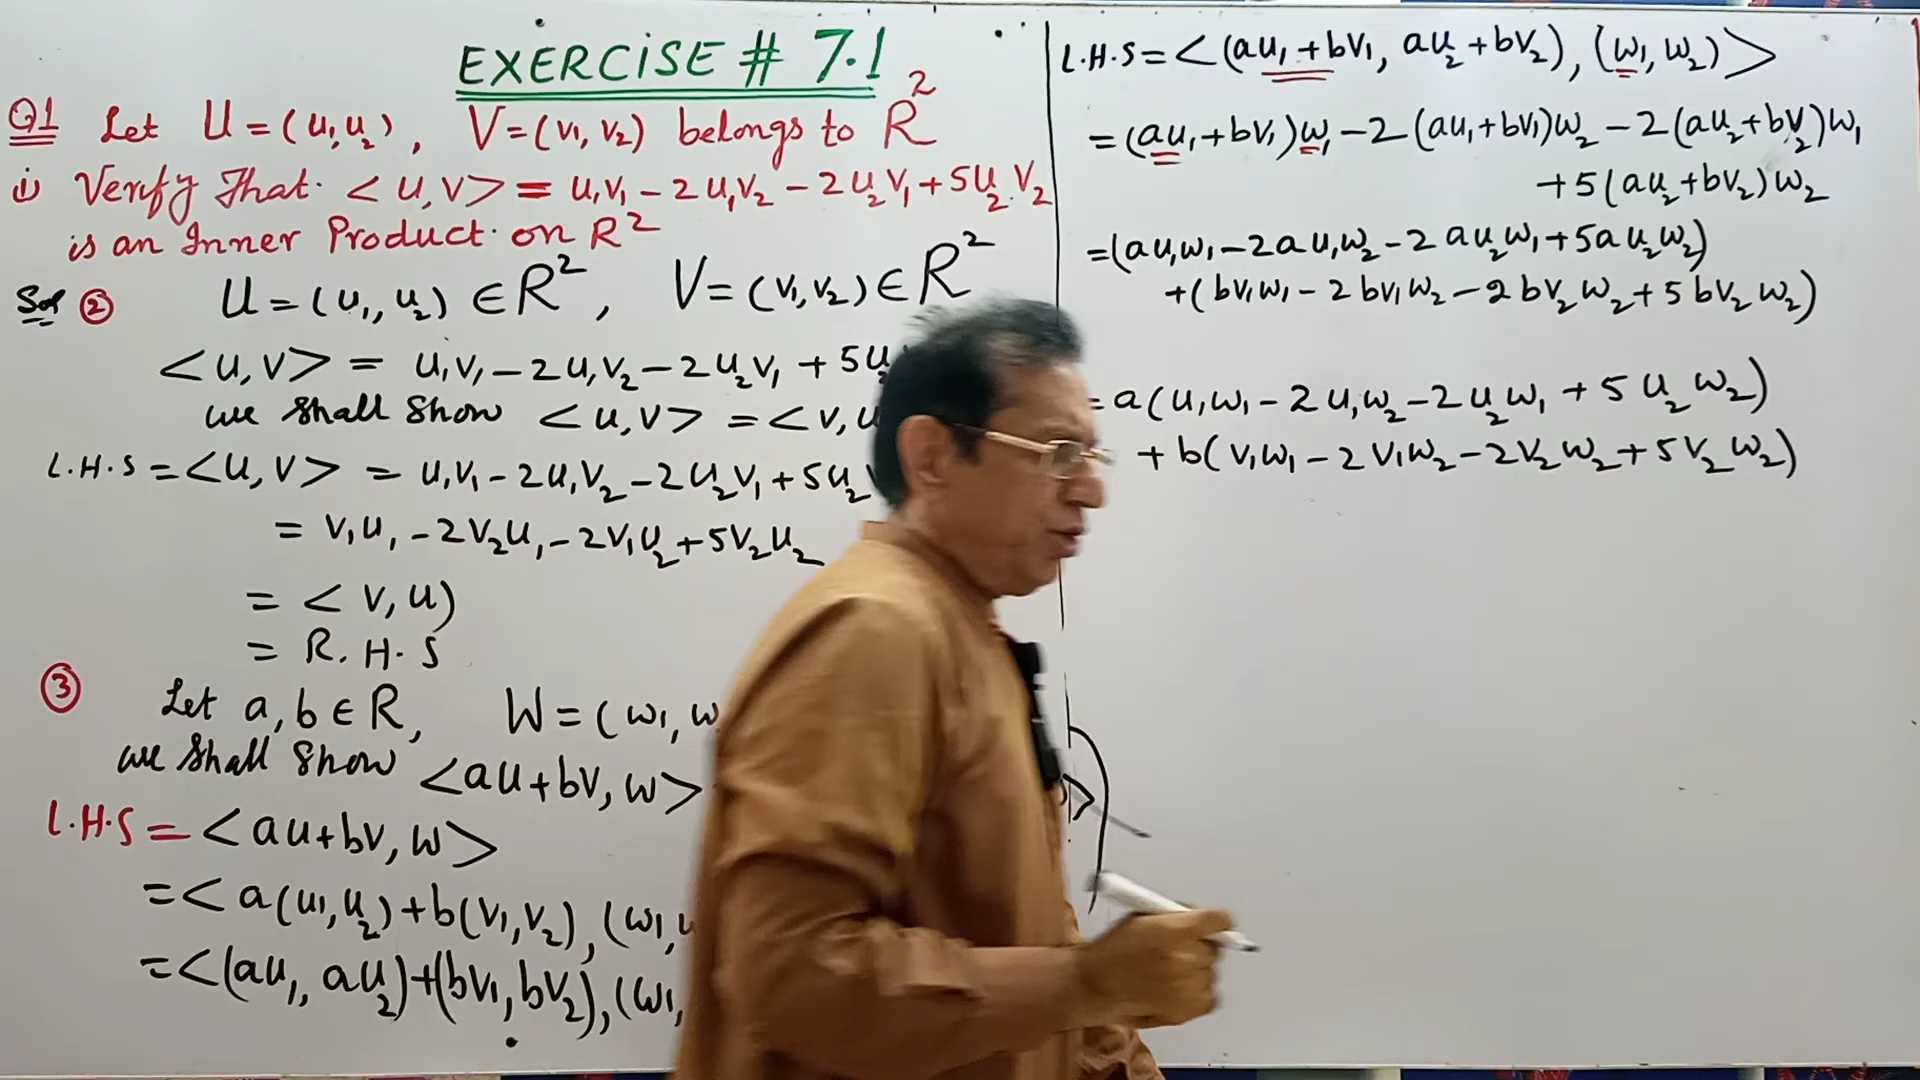 EXERCISE # 7.1
Q1 Let U = (u₁, u₂), V = (v₁, v₂) belongs to R²
i) Verify That. <U, V> = u₁v₁ - 2u₁v₂ - 2u₂v₁ + 5u₂v₂
is an Inner Product. on R²
Sol ② U = (u₁, u₂) ∈ R², V = (v₁, v₂) ∈ R²
<U, V> = u₁v₁ - 2u₁v₂ - 2u₂v₁ + 5u₂
we shall show <U, V> = <V, U
L.H.S = <U, V> = u₁v₁ - 2u₁v₂ - 2u₂v₁ + 5u₂
= v₁u₁ - 2v₂u₁ - 2v₁u₂ + 5v₂u₂
= < V, U)
= R.H.S
③ Let a, b ∈ R, W = (w₁, w
we shall show <aU + bV, W>
L.H.S = <aU + bV, W>
= < a(u₁, u₂) + b(v₁, v₂), (w₁,
= <(au₁, au₂) + (bv₁, bv₂), (w₁,
L.H.S = <(au₁ + bv₁, au₂ + bv₂), (w₁, w₂)>
= (au₁ + bv₁)w₁ - 2(au₁ + bv₁)w₂ - 2(au₂ + bv₂)w₁
+ 5(au₂ + bv₂)w₂
= (au₁w₁ - 2au₁w₂ - 2au₂w₁ + 5au₂w₂)
+ (bv₁w₁ - 2bv₁w₂ - 2bv₂w₂ + 5bv₂w₂)
= a(u₁w₁ - 2u₁w₂ - 2u₂w₁ + 5u₂w₂)
+ b(v₁w₁ - 2v₁w₂ - 2v₂w₂ + 5v₂w₂)